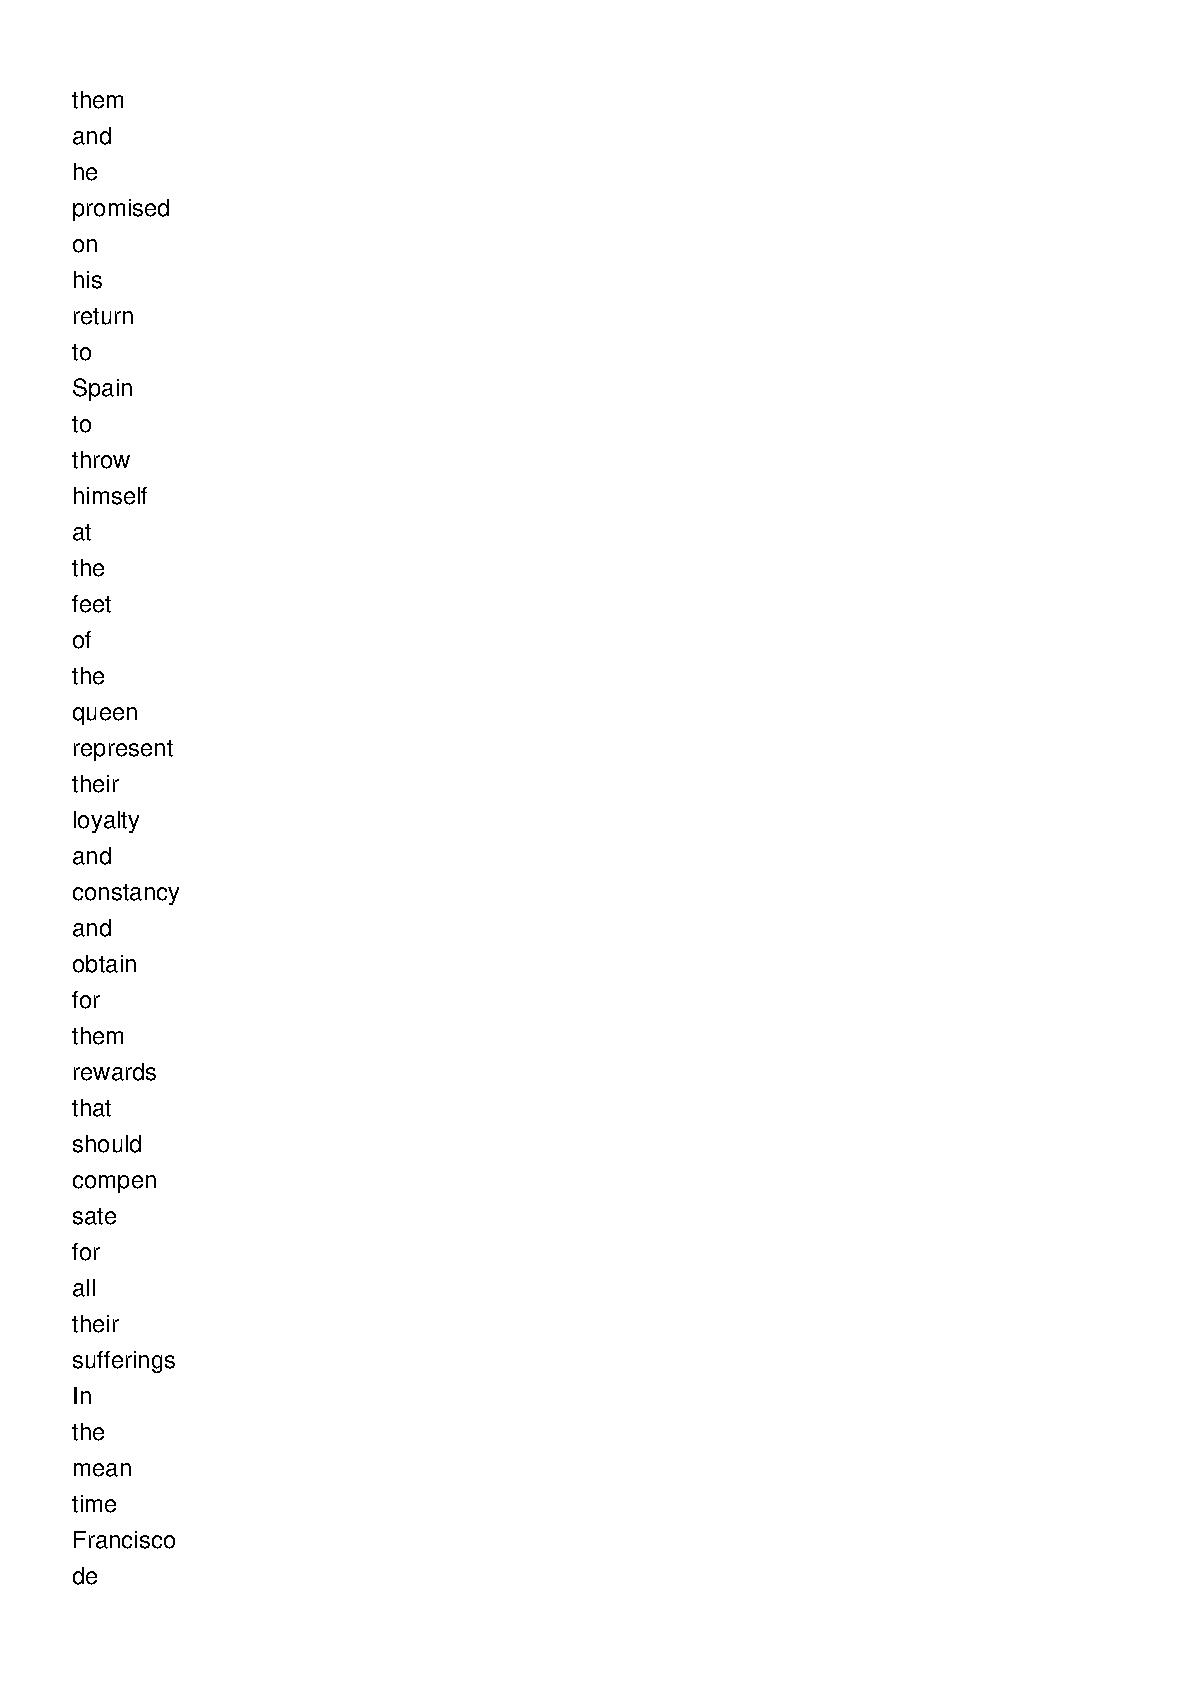 them
and
he
promised
on
his
return
to
Spain
to
throw
himself
at
the
feet
of
the
queen
represent
their
loyalty
and
constancy
and
obtain
for
them
rewards
that
should
compen
sate
for
all
their
sufferings
In
the
mean
time
Francisco
de